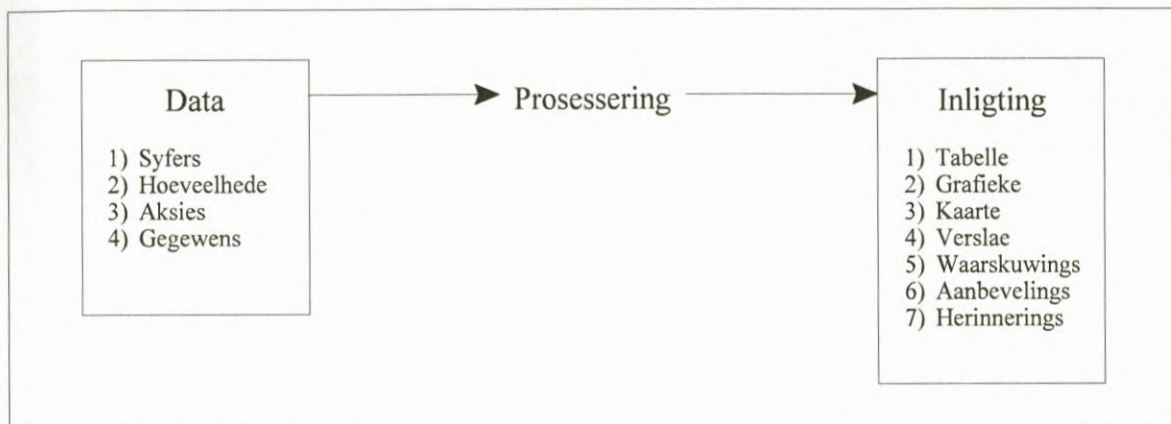 Data
1) Syfers
2) Hoeveelhede
3) Aksies
4) Gegewens
Prosessering
Inligting
1) Tabelle
2) Grafieke
3) Kaarte
4) Verslae
5) Waarskuwings
6) Aanbevelings
7) Herinnerings